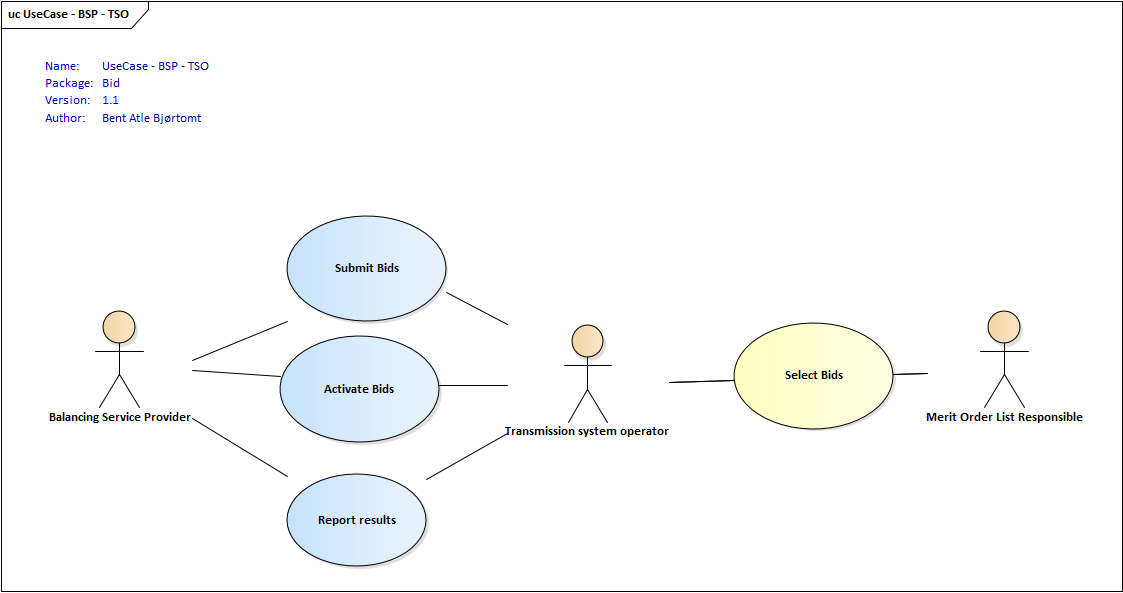 uc UseCase - BSP - TSO
Name: UseCase - BSP - TSO
Package: Bid
Version: 1.1
Author: Bent Atle Bjørtomt
Submit Bids
Activate Bids
Select Bids
Balancing Service Provider
Merit Order List Responsible
Transmission system operator
Report results